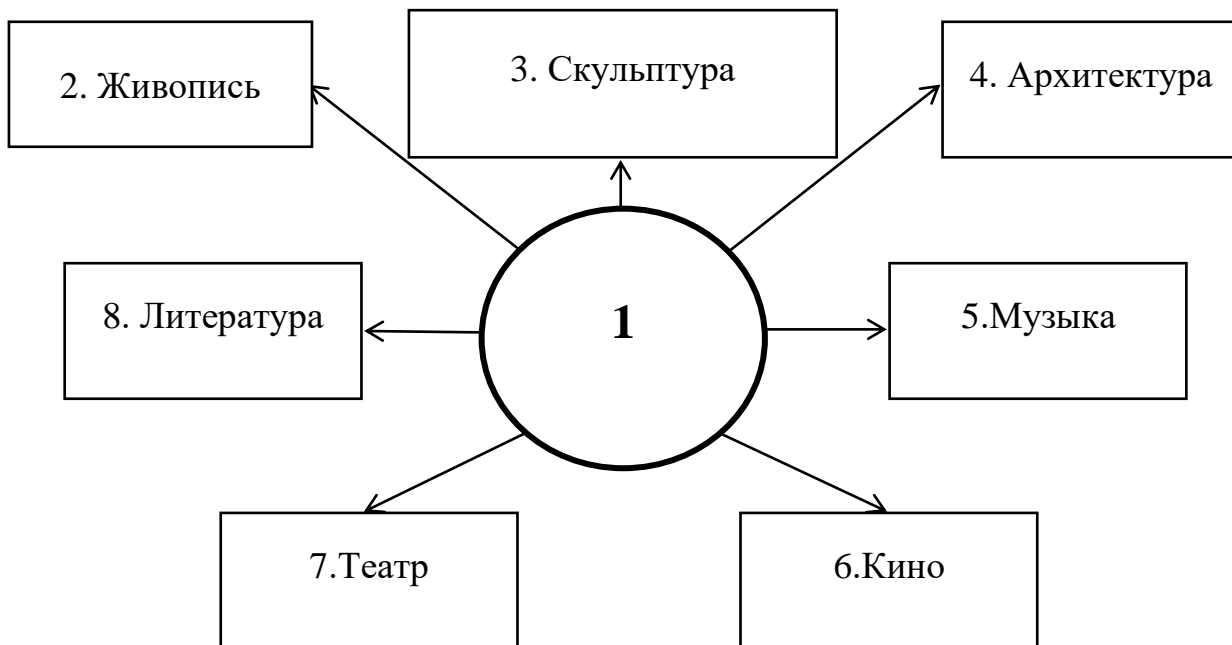 2. Живопись
3. Скульптура
4. Архитектура
8. Литература
1
5.Музыка
7.Театр
6.Кино